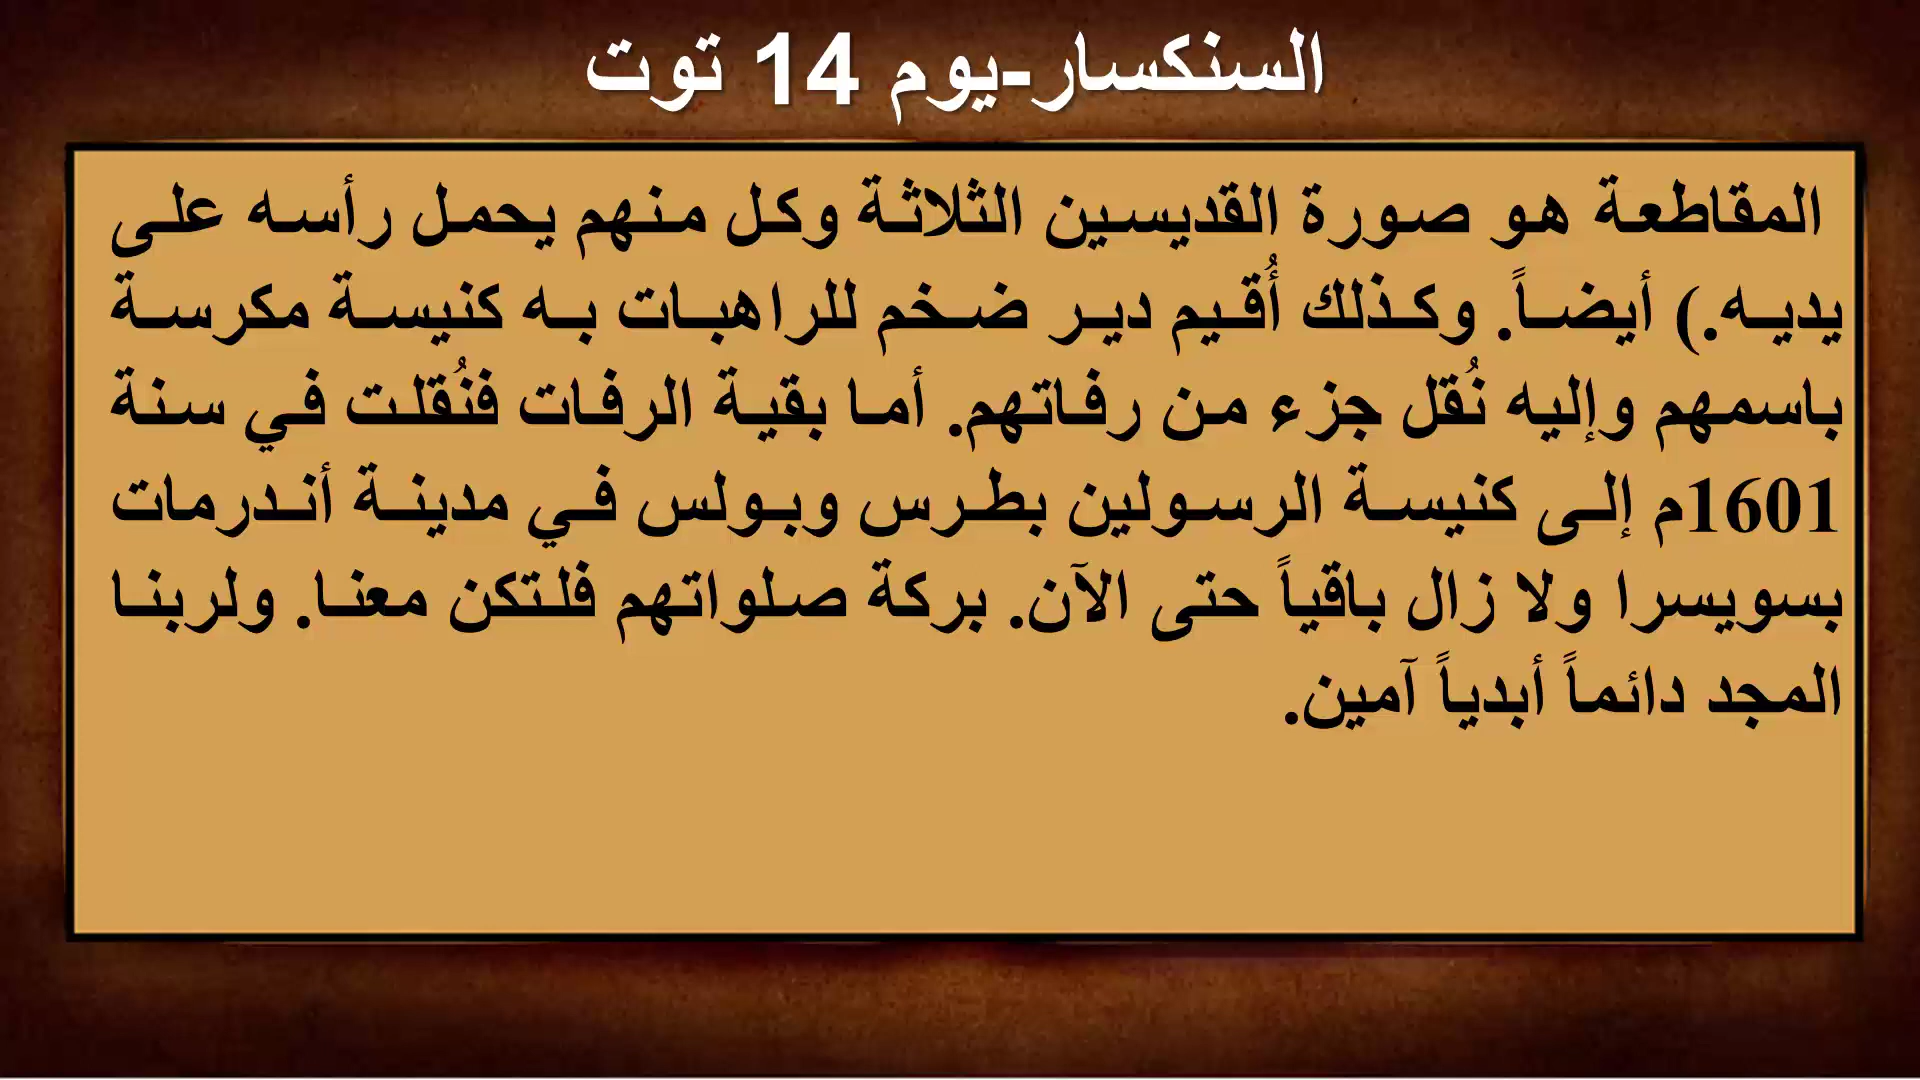 السنكسار-يوم 14 توت
المقاطعة هو صورة القديسين الثلاثة وكل منهم يحمل رأسه على
يديه.) أيضاً. وكذلك أُقيم دير ضخم للراهبات به كنيسة مكرسة
باسمهم وإليه نُقل جزء من رفاتهم. أما بقية الرفات فنُقلت في سنة
1601م إلى كنيسة الرسولين بطرس وبولس في مدينة أندرمات
بسويسرا ولا زال باقياً حتى الآن. بركة صلواتهم فلتكن معنا. ولربنا
المجد دائماً أبدياً آمين.